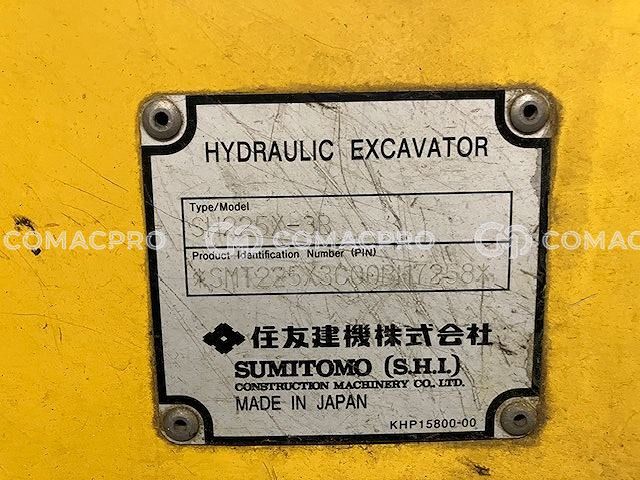 HYDRAULIC EXCAVATOR
Type/Model
SH225X-3B
COMACPRO COMACPRO
Product Identification Number (PIN)
住友建機株式会社
SUMITOMO (S.H.I.)
CONSTRUCTION MACHINERY CO., LTD.
MADE IN JAPAN
KHP15800-00